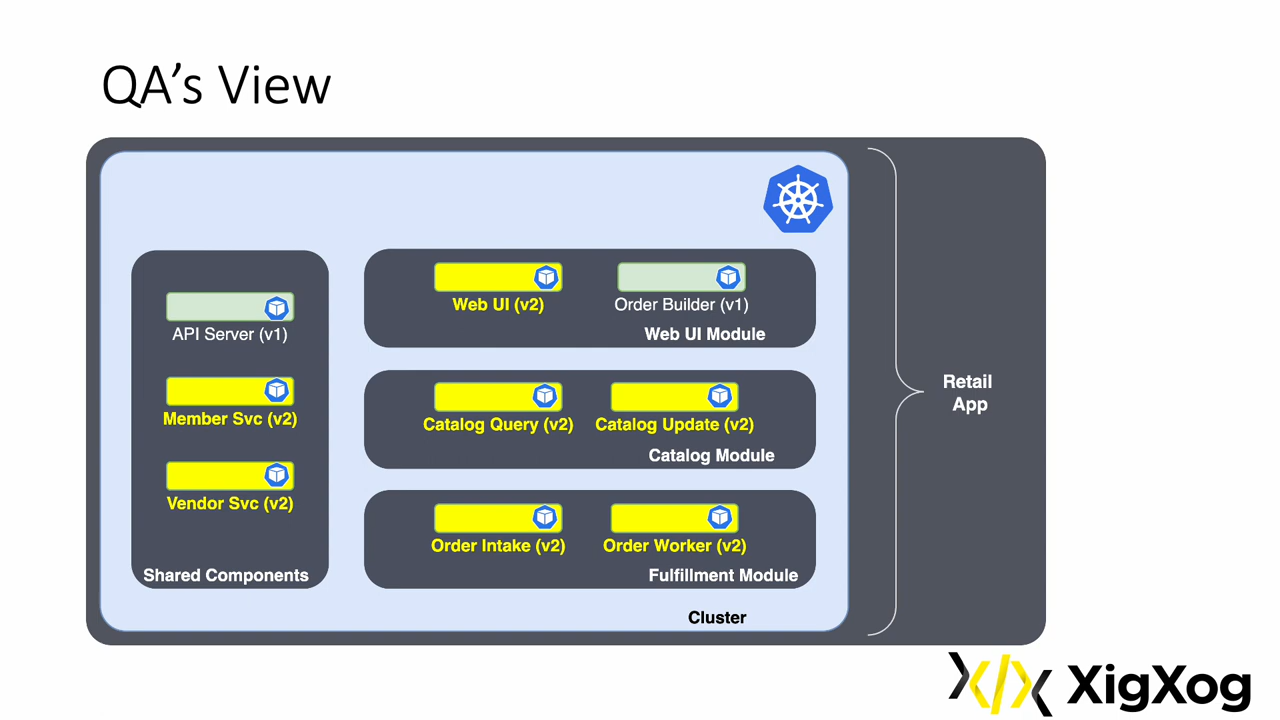 QA's View
API Server (v1)
Member Svc (v2)
Vendor Svc (v2)
Shared Components
Web UI (v2)
Order Builder (v1)
Web UI Module
Catalog Query (v2)
Catalog Update (v2)
Catalog Module
Order Intake (v2)
Order Worker (v2)
Fulfillment Module
Cluster
Retail
App
XigXog